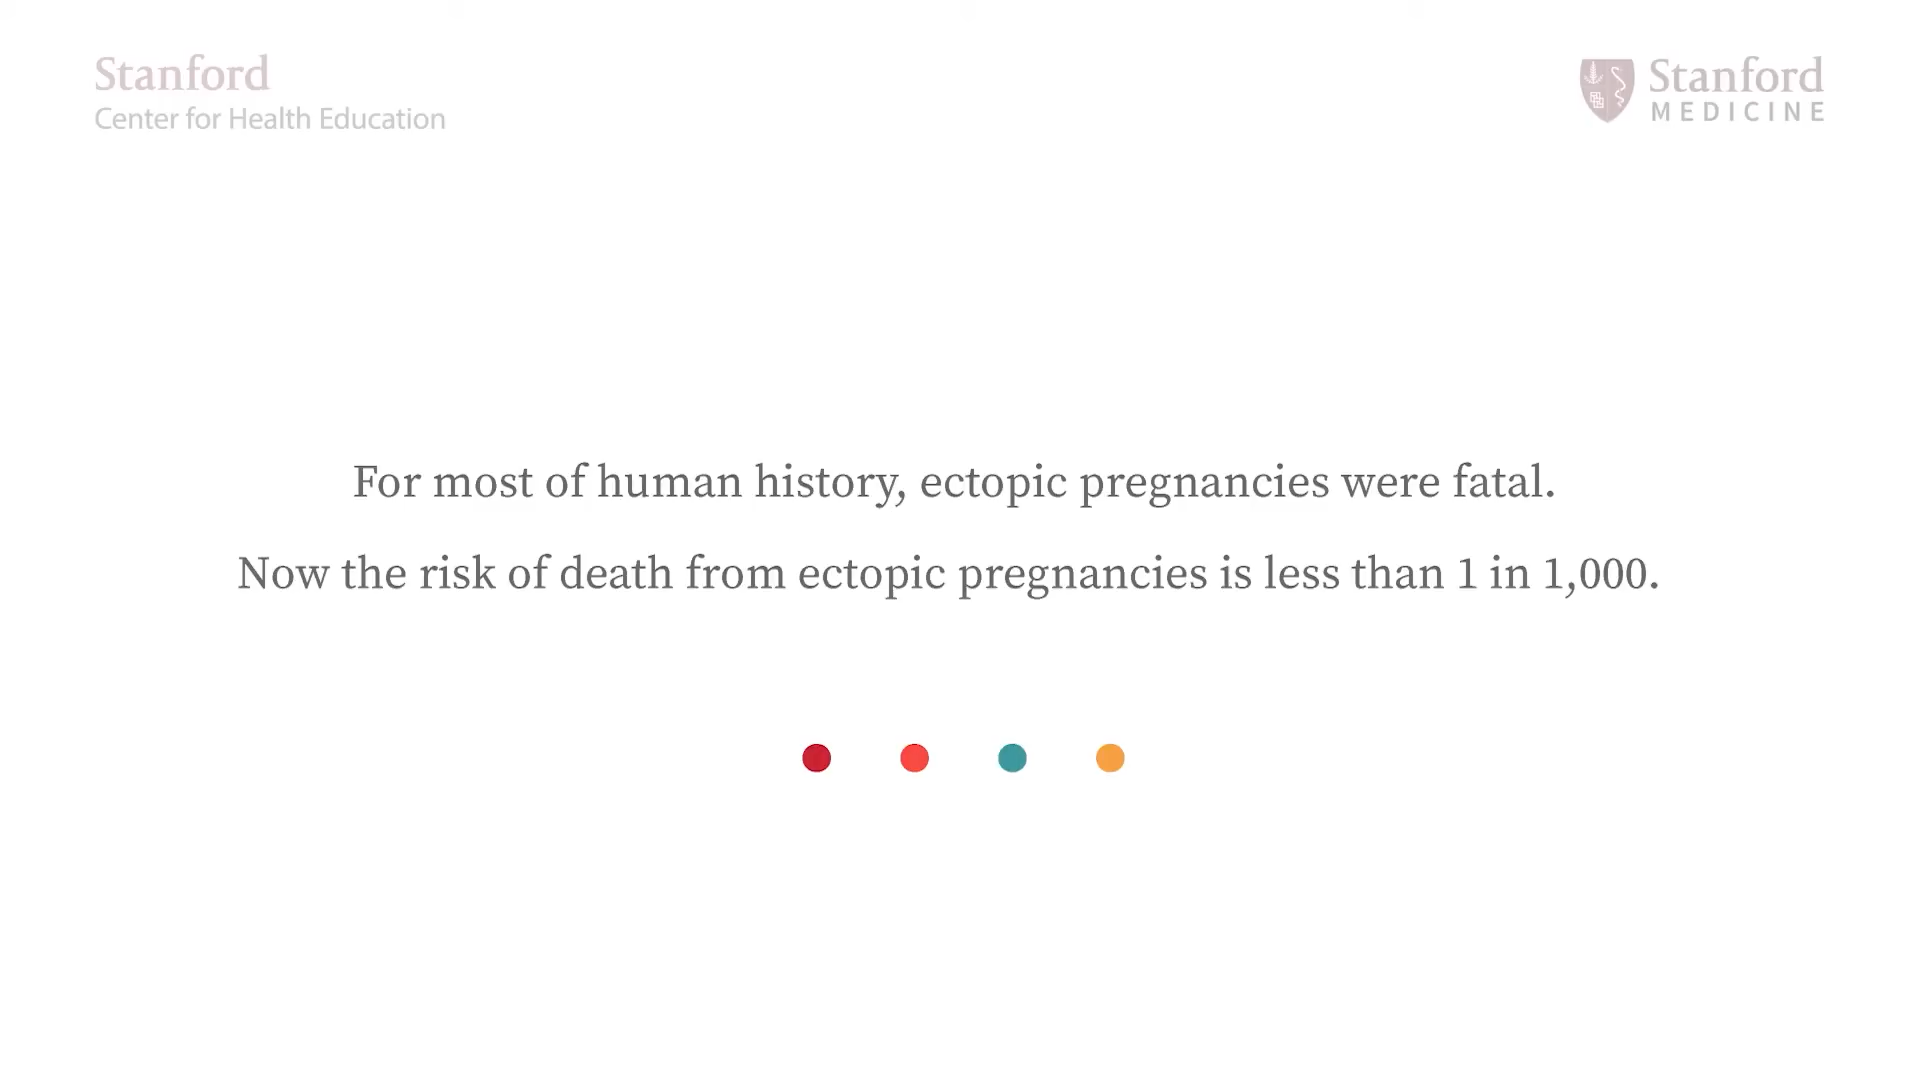 Stanford
Center for Health Education
Stanford
MEDICINE
For most of human history, ectopic pregnancies were fatal.
Now the risk of death from ectopic pregnancies is less than 1 in 1,000.